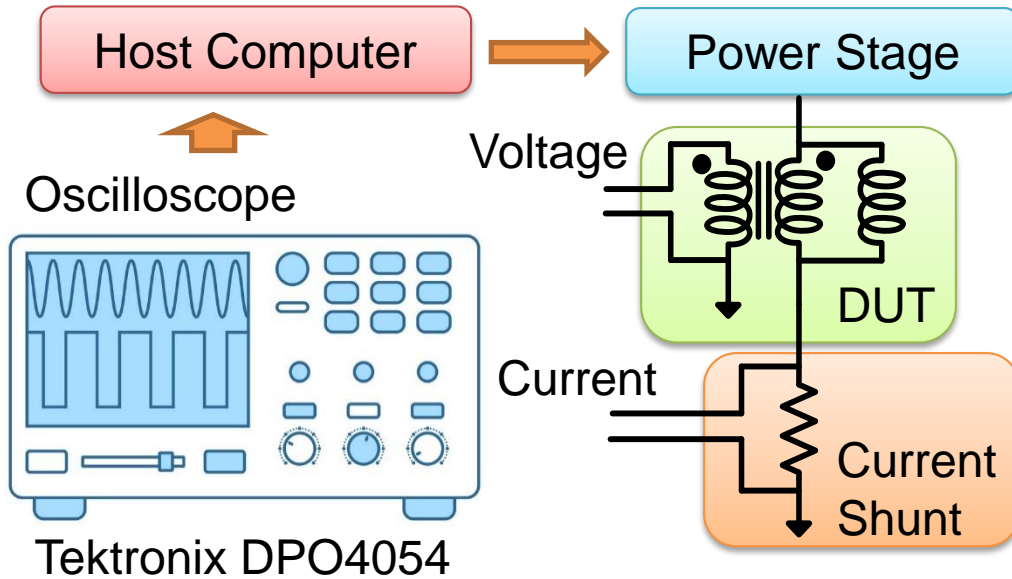 Host Computer
Power Stage
Voltage
Oscilloscope
DUT
Current
Current
Shunt
Tektronix DPO4054